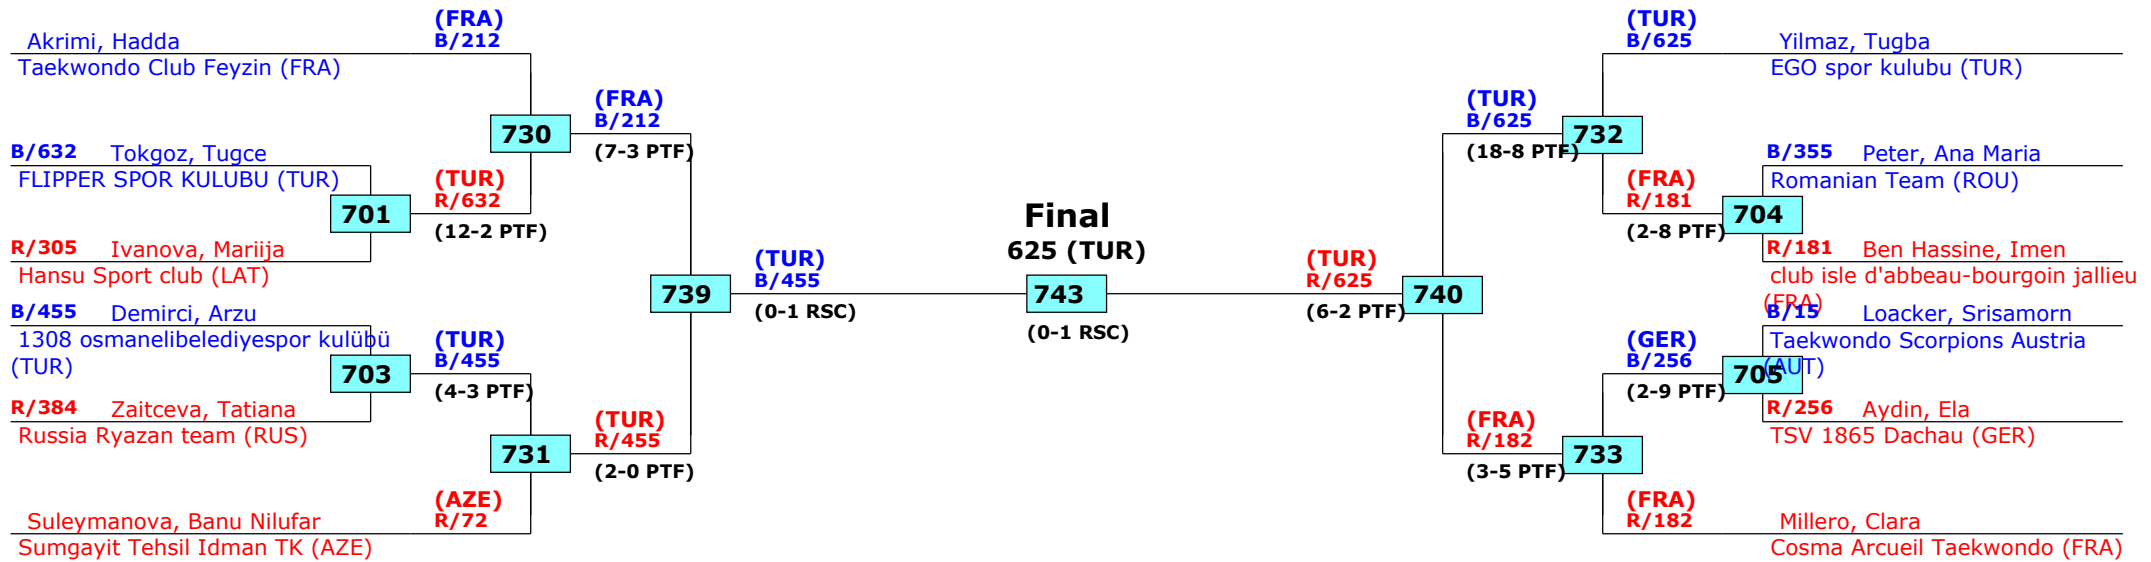 (FRA)
B/212
Akrimi, Hadda
Taekwondo Club Feyzin (FRA)
730
(FRA)
B/212
(7-3 PTF)
B/632 Tokgoz, Tugce
FLIPPER SPOR KULUBU (TUR)
701
(TUR)
R/632
(12-2 PTF)
R/305 Ivanova, Mariija
Hansu Sport club (LAT)
B/455 Demirci, Arzu
1308 osmanelibelediyespor kulübü
(TUR)
703
(TUR)
B/455
(4-3 PTF)
R/384 Zaitceva, Tatiana
Russia Ryazan team (RUS)
731
(TUR)
R/455
(2-0 PTF)
(AZE)
R/72
Suleymanova, Banu Nilufar
Sumgayit Tehsil Idman TK (AZE)
739
(TUR)
B/455
(0-1 RSC)
Final
625 (TUR)
743
(0-1 RSC)
(TUR)
R/625
(6-2 PTF)
740
(TUR)
B/625
(18-8 PTF)
732
(TUR)
B/625
Yilmaz, Tugba
EGO spor kulubu (TUR)
(FRA)
R/181
(2-8 PTF)
704
B/355 Peter, Ana Maria
Romanian Team (ROU)
R/181 Ben Hassine, Imen
club isle d'abbeau-bourgoin jallieu
(FRA)
B/15 Loacker, Srisamorn
Taekwondo Scorpions Austria
(AUT)
705
(GER)
B/256
(2-9 PTF)
R/256 Aydin, Ela
TSV 1865 Dachau (GER)
(FRA)
R/182
(3-5 PTF)
733
(FRA)
R/182
Millero, Clara
Cosma Arcueil Taekwondo (FRA)